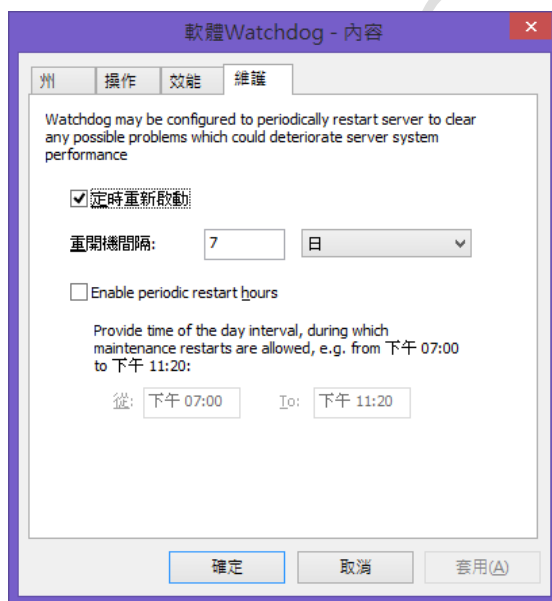 軟體Watchdog - 內容
州 操作 效能 維護
Watchdog may be configured to periodically restart server to clear
any possible problems which could deteriorate server system
performance
定時重新啟動
重開機間隔: 7 日
Enable periodic restart hours
Provide time of the day interval, during which
maintenance restarts are allowed, e.g. from 下午 07:00
to 下午 11:20:
從: 下午 07:00 To: 下午 11:20
確定 取消 套用(A)